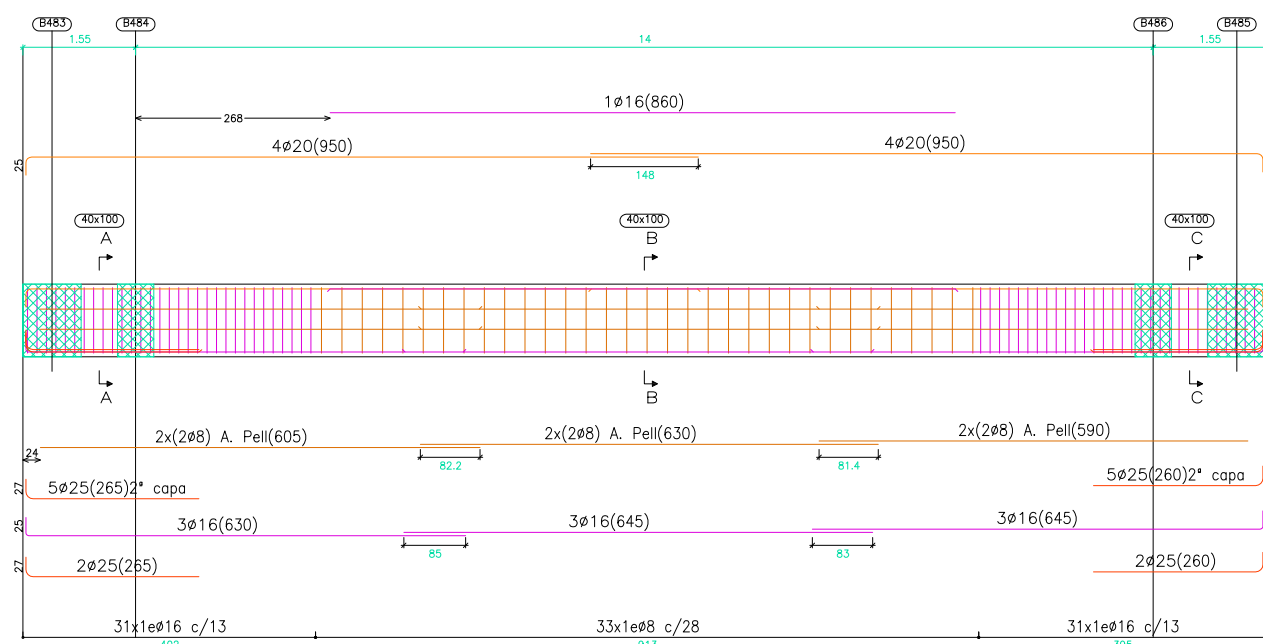 B483 B484 B486 B485
1.55 14 1.55
1ø16(860)
268
4ø20(950) 4ø20(950)
25
148
40x100 40x100 40x100
A B C
A B C
2x(2ø8) A. Pell(605) 2x(2ø8) A. Pell(630) 2x(2ø8) A. Pell(590)
24
82.2 81.4
27 5ø25(265)2ª capa 5ø25(260)2ª capa
25 3ø16(630) 3ø16(645) 3ø16(645)
85 83
27 2ø25(265) 2ø25(260)
31x1eø16 c/13 33x1eø8 c/28 31x1eø16 c/13